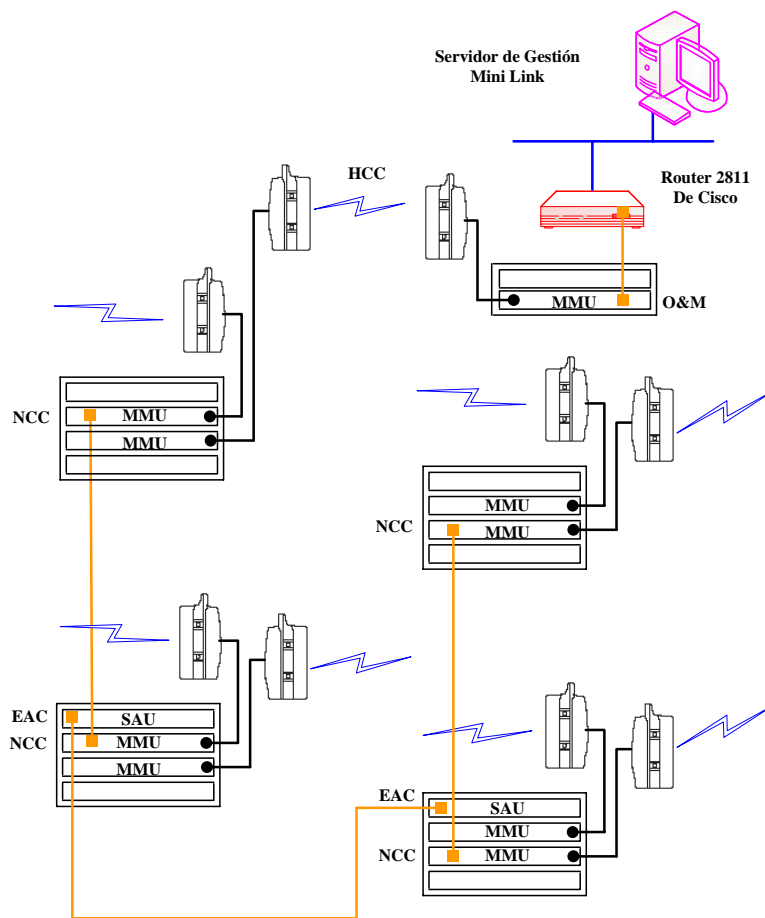 Servidor de Gestión
Mini Link
HCC
Router 2811
De Cisco
MMU
O&M
NCC
MMU
MMU
MMU
NCC
MMU
EAC
SAU
NCC
MMU
MMU
EAC
SAU
MMU
NCC
MMU